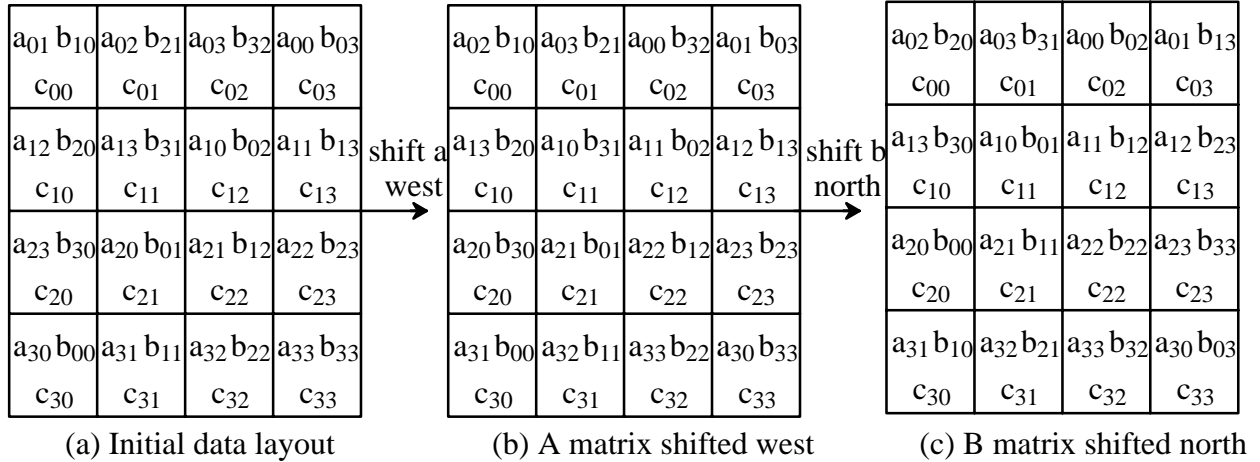 a01 b10 a02 b21 a03 b32 a00 b03
c00 c01 c02 c03
a12 b20 a13 b31 a10 b02 a11 b13
c10 c11 c12 c13
a23 b30 a20 b01 a21 b12 a22 b23
c20 c21 c22 c23
a30 b00 a31 b11 a32 b22 a33 b33
c30 c31 c32 c33
(a) Initial data layout
shift a
west
a02 b10 a03 b21 a00 b32 a01 b03
c00 c01 c02 c03
a13 b20 a10 b31 a11 b02 a12 b13
c10 c11 c12 c13
a20 b30 a21 b01 a22 b12 a23 b23
c20 c21 c22 c23
a31 b00 a32 b11 a33 b22 a30 b33
c30 c31 c32 c33
(b) A matrix shifted west
shift b
north
a02 b20 a03 b31 a00 b02 a01 b13
c00 c01 c02 c03
a13 b30 a10 b01 a11 b12 a12 b23
c10 c11 c12 c13
a20 b00 a21 b11 a22 b22 a23 b33
c20 c21 c22 c23
a31 b10 a32 b21 a33 b32 a30 b03
c30 c31 c32 c33
(c) B matrix shifted north